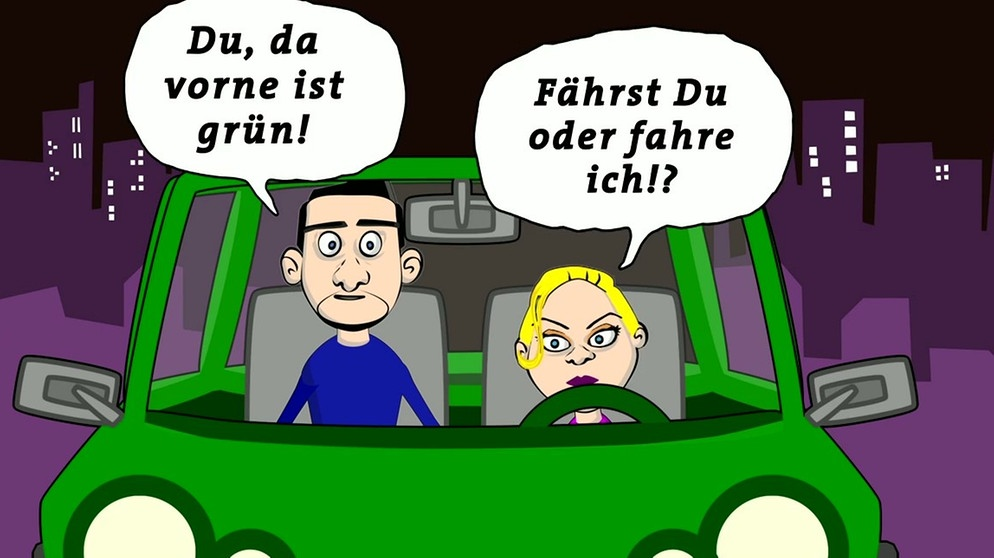 Du, da
vorne ist
grün!
Fährst Du
oder fahre
ich!?